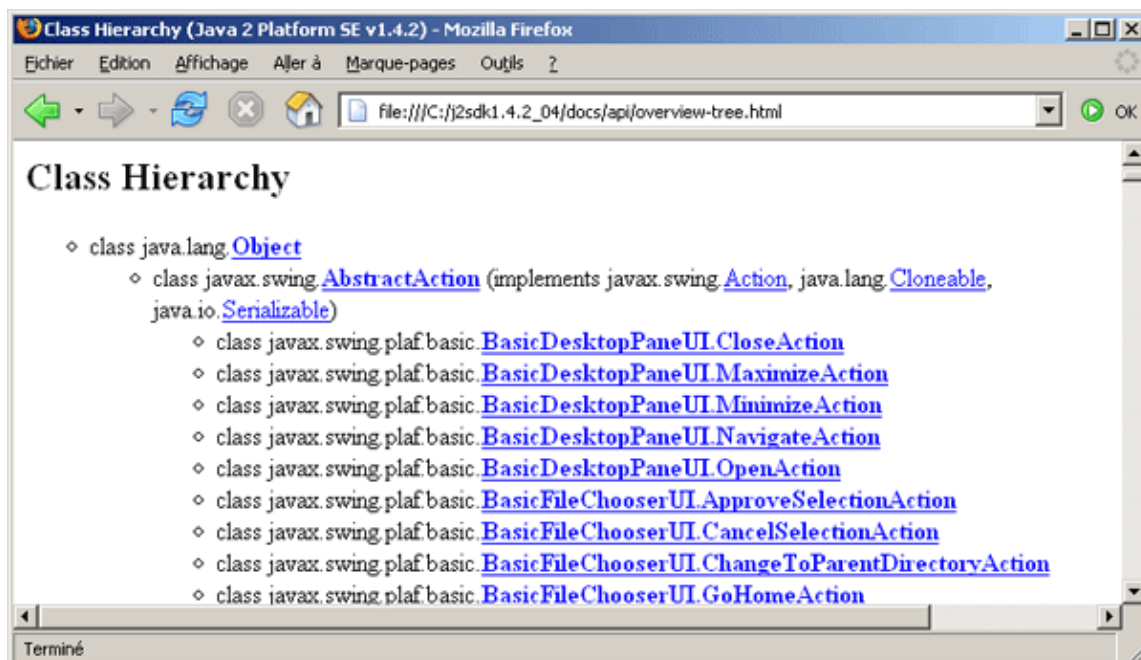 Class Hierarchy (Java 2 Platform SE v1.4.2) - Mozilla Firefox
Fichier Edition Affichage Aller à Marque-pages Outils ?
file:///C:/j2sdk1.4.2_04/docs/api/overview-tree.html OK
Class Hierarchy
class java.lang.Object
class javax.swing.AbstractAction (implements javax.swing.Action, java.lang.Cloneable,
java.io.Serializable)
class javax.swing.plaf.basic.BasicDesktopPaneUI.CloseAction
class javax.swing.plaf.basic.BasicDesktopPaneUI.MaximizeAction
class javax.swing.plaf.basic.BasicDesktopPaneUI.MinimizeAction
class javax.swing.plaf.basic.BasicDesktopPaneUI.NavigateAction
class javax.swing.plaf.basic.BasicDesktopPaneUI.OpenAction
class javax.swing.plaf.basic.BasicFileChooserUI.ApproveSelectionAction
class javax.swing.plaf.basic.BasicFileChooserUI.CancelSelectionAction
class javax.swing.plaf.basic.BasicFileChooserUI.ChangeToParentDirectoryAction
class javax.swing.plaf.basic.BasicFileChooserUI.GoHomeAction
Terminé